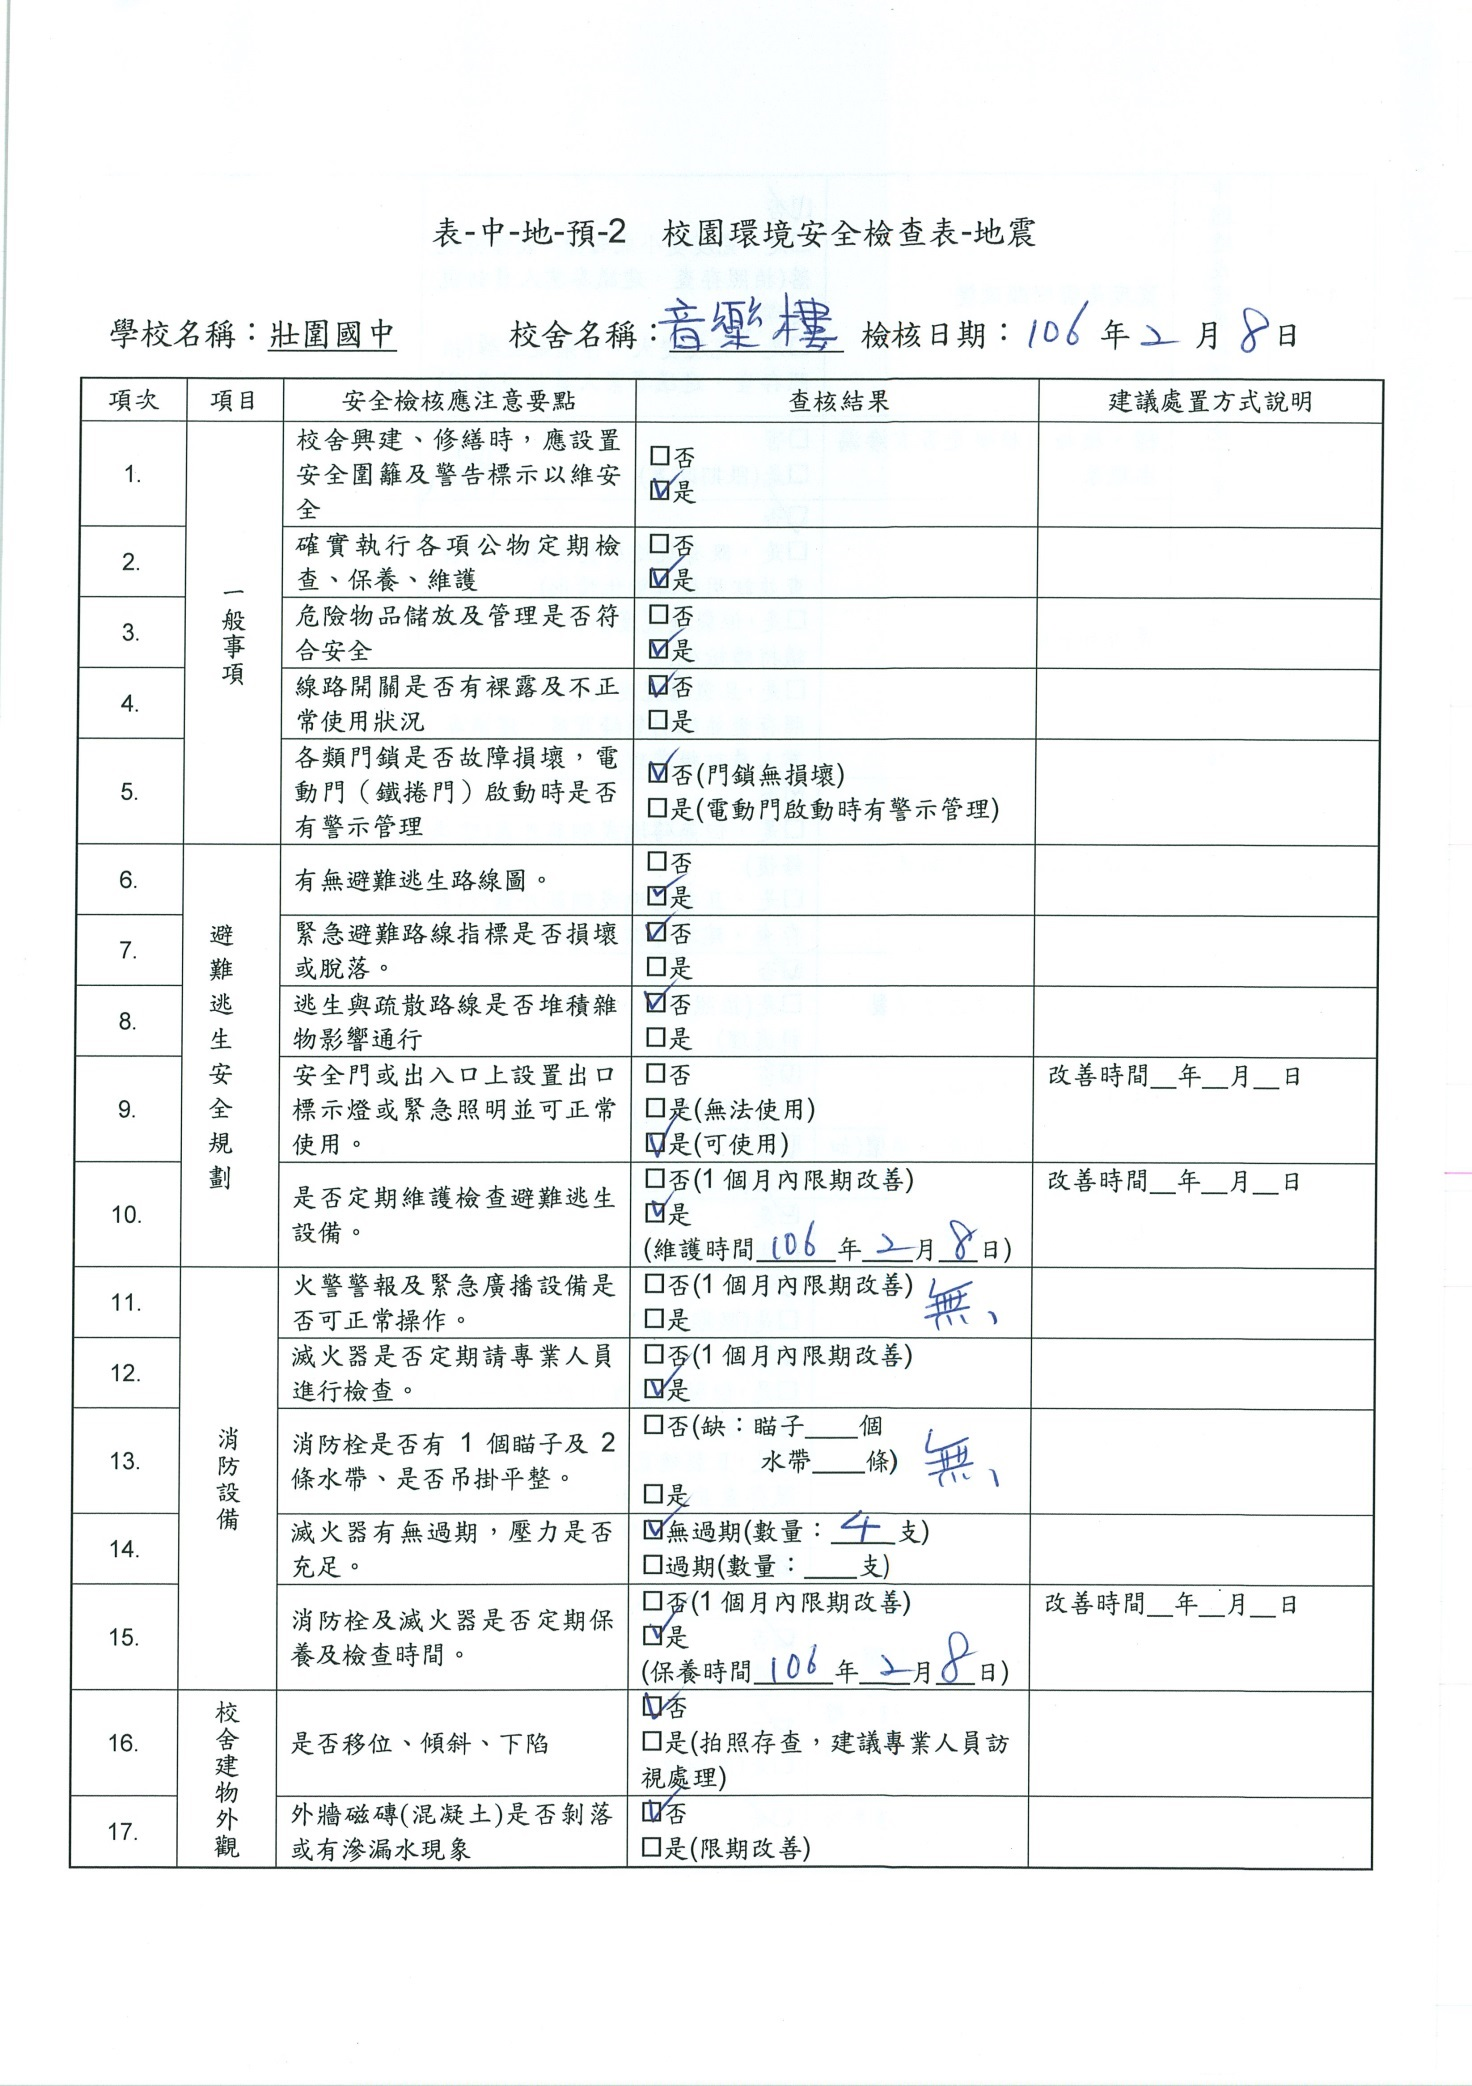 表-中-地-預-2 校園環境安全檢查表-地震
學校名稱：壯圍國中 校舍名稱：音樂樓 檢核日期：106年2月8日
項次 項目 安全檢核應注意要點 查核結果 建議處置方式說明
一般事項
1. 校舍興建、修繕時，應設置
安全圍籬及警告標示以維安
全
□否
☑是
2. 確實執行各項公物定期檢
查、保養、維護
□否
☑是
3. 危險物品儲放及管理是否符
合安全
□否
☑是
4. 線路開關是否有裸露及不正
常使用狀況
☑否
□是
5. 各類門鎖是否故障損壞，電
動門（鐵捲門）啟動時是否
有警示管理
☑否(門鎖無損壞)
□是(電動門啟動時有警示管理)
避難逃生安全規劃
6. 有無避難逃生路線圖。
□否
☑是
7. 緊急避難路線指標是否損壞
或脫落。
☑否
□是
8. 逃生與疏散路線是否堆積雜
物影響通行
☑否
□是
9. 安全門或出入口上設置出口
標示燈或緊急照明並可正常
使用。
□否
□是(無法使用)
☑是(可使用)
改善時間__年__月__日
10. 是否定期維護檢查避難逃生
設備。
□否(1個月內限期改善)
☑是
(維護時間106年2月8日)
改善時間__年__月__日
消防設備
11. 火警警報及緊急廣播設備是
否可正常操作。
□否(1個月內限期改善)
□是
無、
12. 滅火器是否定期請專業人員
進行檢查。
□否(1個月內限期改善)
☑是
13. 消防栓是否有 1 個瞄子及 2
條水帶、是否吊掛平整。
□否(缺：瞄子____個
水帶____條)
□是
無、
14. 滅火器有無過期，壓力是否
充足。
☑無過期(數量：4支)
□過期(數量：____支)
15. 消防栓及滅火器是否定期保
養及檢查時間。
□否(1個月內限期改善)
☑是
(保養時間106年2月8日)
改善時間__年__月__日
校舍建物外觀
16. 是否移位、傾斜、下陷
☑否
□是(拍照存查，建議專業人員訪
視處理)
17. 外牆磁磚(混凝土)是否剝落
或有滲漏水現象
☑否
□是(限期改善)